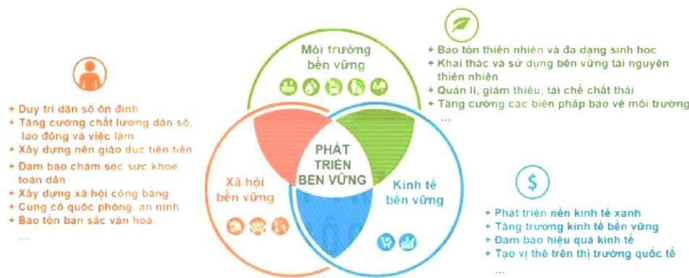 Môi trường
bền vững
+ Bảo tồn thiên nhiên và đa dạng sinh học
+ Khai thác và sử dụng bền vững tài nguyên
thiên nhiên
+ Quản lí, giảm thiểu, tái chế chất thải
+ Tăng cường các biện pháp bảo vệ môi trường
...
+ Duy trì dân số ổn định
+ Tăng cường chất lượng dân số,
lao động và việc làm
+ Xây dựng nền giáo dục tiên tiến
+ Đảm bảo chăm sóc sức khoẻ
toàn dân
+ Xây dựng xã hội công bằng
+ Củng cố quốc phòng, an ninh
+ Bảo tồn bản sắc văn hoá
...
PHÁT
TRIỂN
BỀN VỮNG
Xã hội
bền vững
Kinh tế
bền vững
$
+ Phát triển nền kinh tế xanh
+ Tăng trưởng kinh tế bền vững
+ Đảm bảo hiệu quả kinh tế
+ Tạo vị thế trên thị trường quốc tế
...